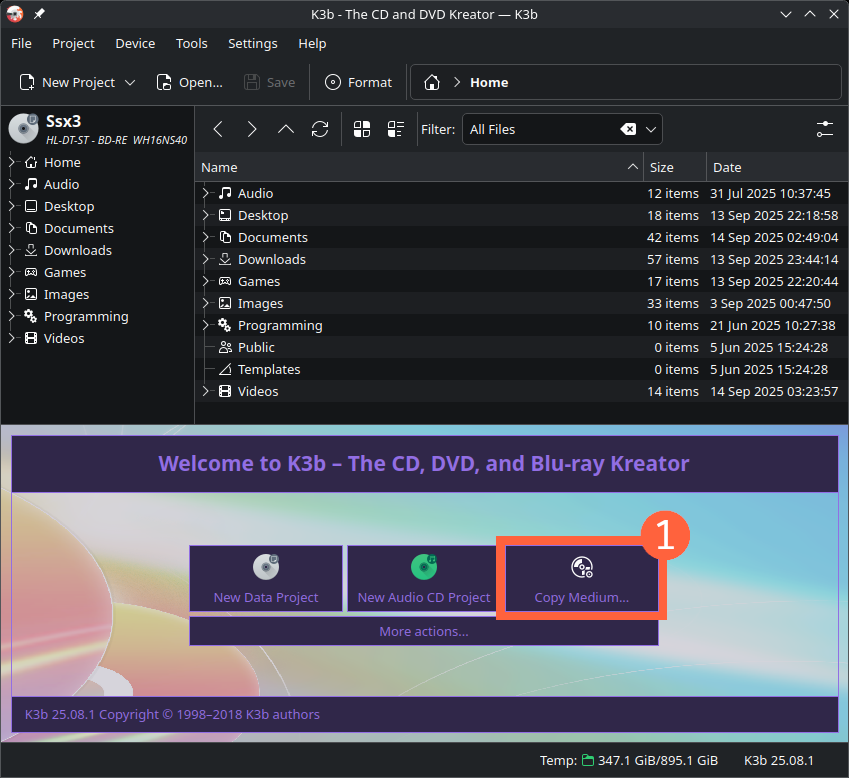 K3b - The CD and DVD Kreator — K3b
File Project Device Tools Settings Help
New Project Open... Save Format Home
Ssx3
HL-DT-ST - BD-RE WH16NS40
Home
Audio
Desktop
Documents
Downloads
Games
Images
Programming
Videos
Filter: All Files
Name Size Date
Audio 12 items 31 Jul 2025 10:37:45
Desktop 18 items 13 Sep 2025 22:18:58
Documents 42 items 14 Sep 2025 02:49:04
Downloads 57 items 13 Sep 2025 23:44:14
Games 17 items 13 Sep 2025 22:20:44
Images 33 items 3 Sep 2025 00:47:50
Programming 10 items 21 Jun 2025 10:27:38
Public 0 items 5 Jun 2025 15:24:28
Templates 0 items 5 Jun 2025 15:24:28
Videos 14 items 14 Sep 2025 03:23:57
Welcome to K3b – The CD, DVD, and Blu-ray Kreator
1
New Data Project New Audio CD Project Copy Medium...
More actions...
K3b 25.08.1 Copyright © 1998–2018 K3b authors
Temp: 347.1 GiB/895.1 GiB K3b 25.08.1